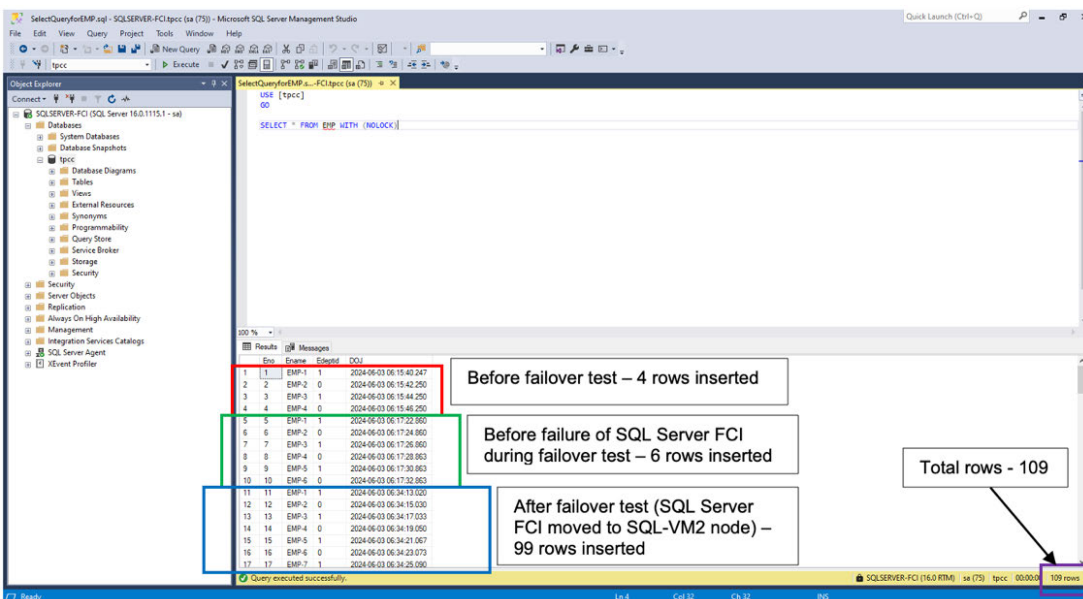 SelectQueryforEMP.sql - SQLSERVER-FCI.tpcc (sa (75)) - Microsoft SQL Server Management Studio
Quick Launch (Ctrl+Q)
File Edit View Query Project Tools Window Help
New Query
tpcc
Execute
Object Explorer
SelectQueryforEMP.s...-FCI.tpcc (sa (75))
Connect
USE [tpcc]
GO
SELECT * FROM EMP WITH (NOLOCK)
SQLSERVER-FCI (SQL Server 16.0.1115.1 - sa)
Databases
System Databases
Database Snapshots
tpcc
Database Diagrams
Tables
Views
External Resources
Synonyms
Programmability
Query Store
Service Broker
Storage
Security
Security
Server Objects
Replication
Always On High Availability
Management
Integration Services Catalogs
SQL Server Agent
XEvent Profiler
100 %
Results Messages
Eno Ename Edeptid DOJ
1 1 EMP-1 1 2024-06-03 06:15:40.247
2 2 EMP-2 0 2024-06-03 06:15:42.250
3 3 EMP-3 1 2024-06-03 06:15:44.250
4 4 EMP-4 0 2024-06-03 06:15:46.250
5 5 EMP-1 1 2024-06-03 06:17:22.860
6 6 EMP-2 0 2024-06-03 06:17:24.860
7 7 EMP-3 1 2024-06-03 06:17:26.860
8 8 EMP-4 0 2024-06-03 06:17:28.863
9 9 EMP-5 1 2024-06-03 06:17:30.863
10 10 EMP-6 0 2024-06-03 06:17:32.863
11 11 EMP-1 1 2024-06-03 06:34:13.020
12 12 EMP-2 0 2024-06-03 06:34:15.030
13 13 EMP-3 1 2024-06-03 06:34:17.033
14 14 EMP-4 0 2024-06-03 06:34:19.050
15 15 EMP-5 1 2024-06-03 06:34:21.067
16 16 EMP-6 0 2024-06-03 06:34:23.073
17 17 EMP-7 1 2024-06-03 06:34:25.090
Before failover test – 4 rows inserted
Before failure of SQL Server FCI
during failover test – 6 rows inserted
After failover test (SQL Server
FCI moved to SQL-VM2 node) –
99 rows inserted
Total rows - 109
Query executed successfully.
SQLSERVER-FCI (16.0 RTM) sa (75) tpcc 00:00:0 109 rows
Ready Ln 4 Col 32 Ch 32 INS